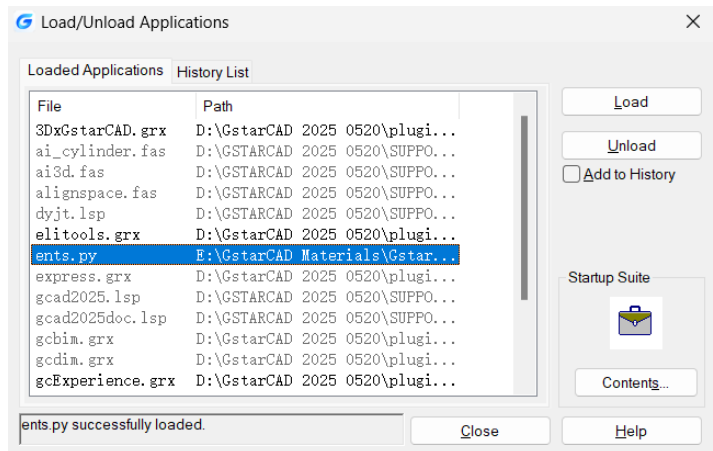 Load/Unload Applications
Loaded Applications
History List
File Path
3DxGstarCAD.grx D:\GstarCAD 2025 0520\plugi...
ai_cylinder.fas D:\GSTARCAD 2025 0520\SUPPO...
ai3d.fas D:\GSTARCAD 2025 0520\SUPPO...
alignspace.fas D:\GSTARCAD 2025 0520\SUPPO...
dyjt.lsp D:\GSTARCAD 2025 0520\SUPPO...
elitools.grx D:\GstarCAD 2025 0520\plugi...
ents.py E:\GstarCAD Materials\Gstar...
express.grx D:\GstarCAD 2025 0520\plugi...
gcad2025.lsp D:\GSTARCAD 2025 0520\SUPPO...
gcad2025doc.lsp D:\GSTARCAD 2025 0520\SUPPO...
gcbim.grx D:\GstarCAD 2025 0520\plugi...
gcdim.grx D:\GstarCAD 2025 0520\plugi...
gcExperience.grx D:\GstarCAD 2025 0520\plugi...
Load
Unload
Add to History
Startup Suite
Contents...
ents.py successfully loaded.
Close
Help